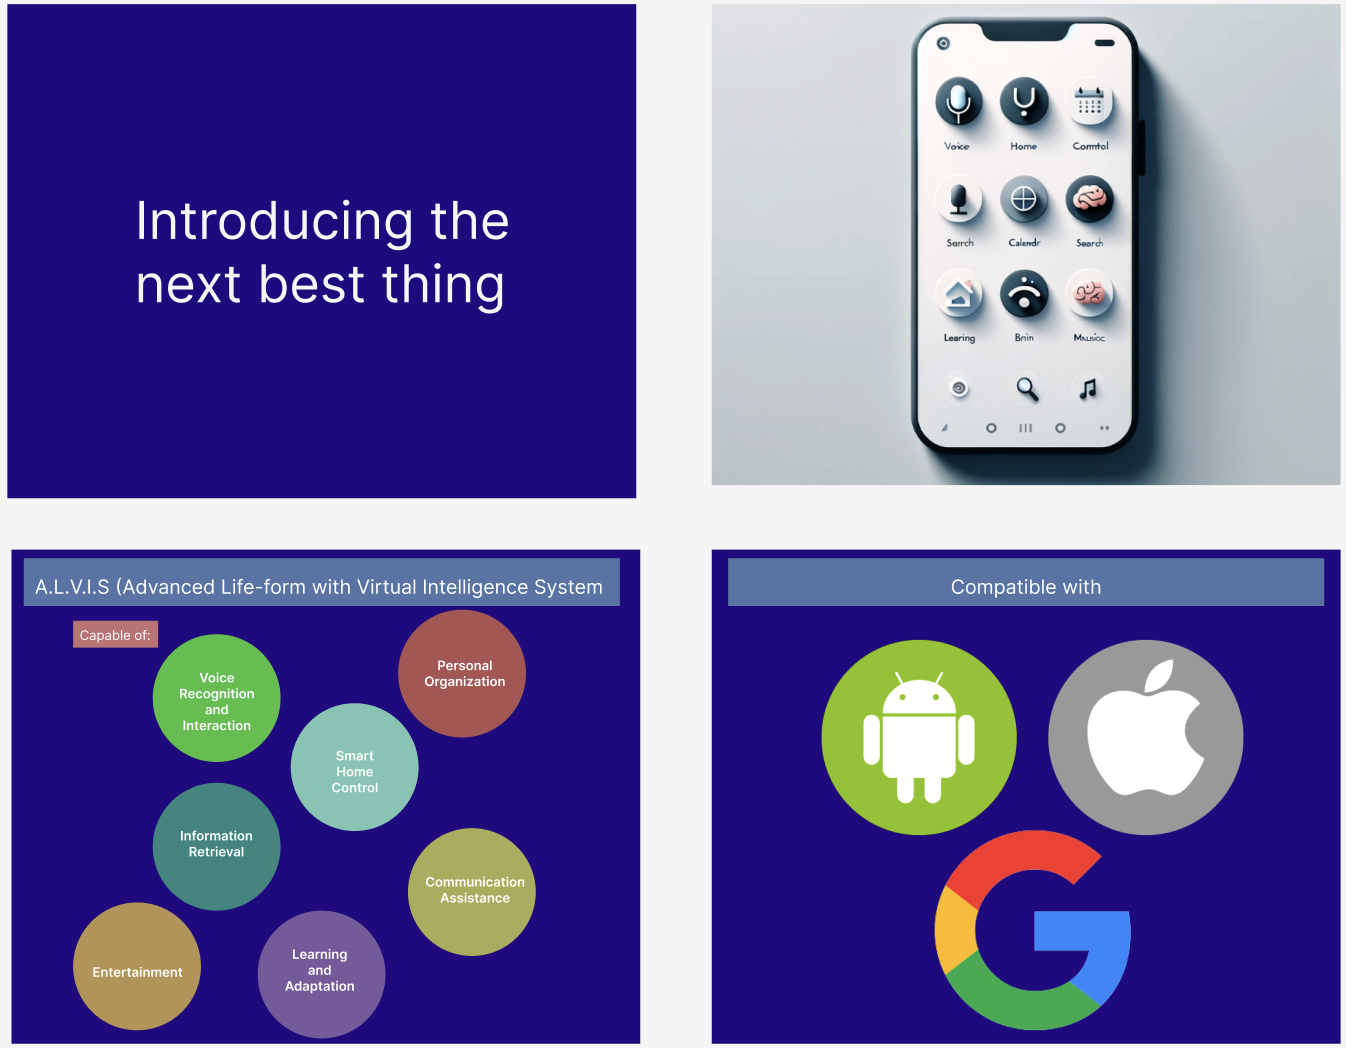 Introducing the
next best thing
Voice
Home
Comtol
Serrch
Calendr
Search
Learing
Bnin
Mausioc
A.L.V.I.S (Advanced Life-form with Virtual Intelligence System
Capable of:
Voice
Recognition
and
Interaction
Personal
Organization
Smart
Home
Control
Information
Retrieval
Communication
Assistance
Entertainment
Learning
and
Adaptation
Compatible with